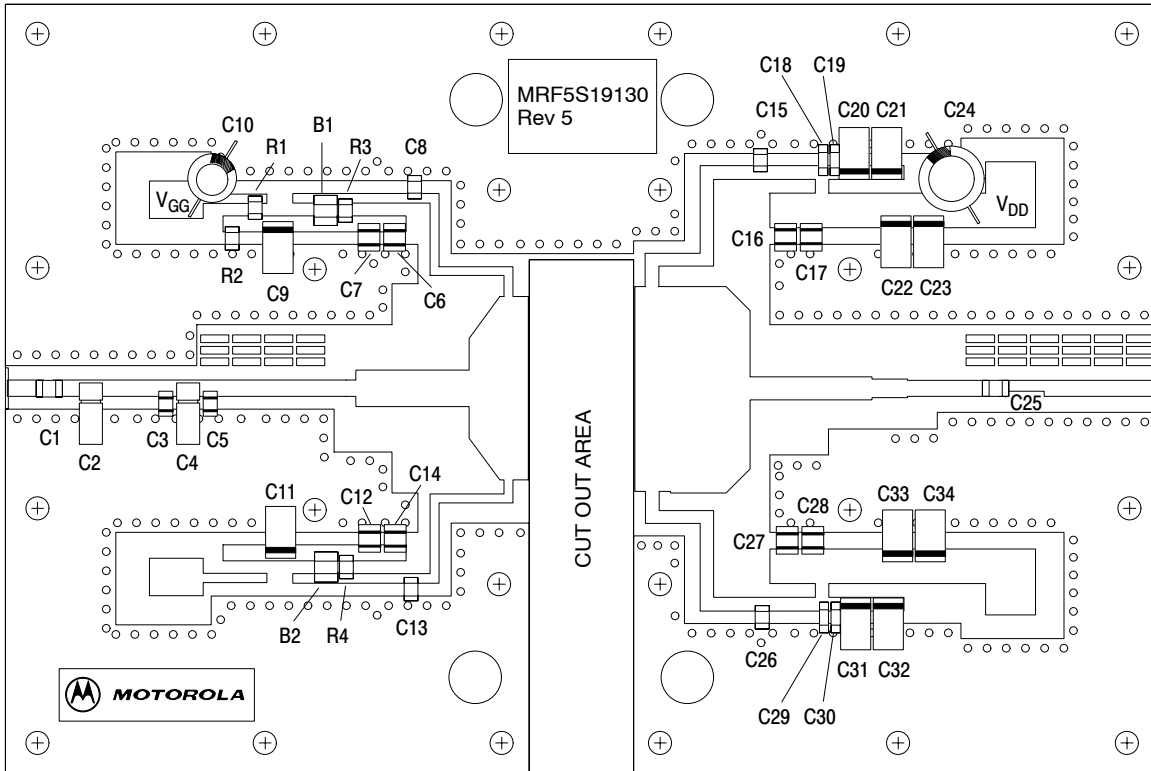 MRF5S19130
Rev 5
C18 C19
C15 C20 C21 C24
C10 R1 B1 R3 C8
VGG
VDD
C16 C17
R2 C9 C7 C6
C22 C23
C1 C2 C3 C4 C5
C25
CUT OUT AREA
C11 C12 C14
C28 C33 C34
C27
B2 R4 C13
C26 C31 C32
C29 C30
MOTOROLA